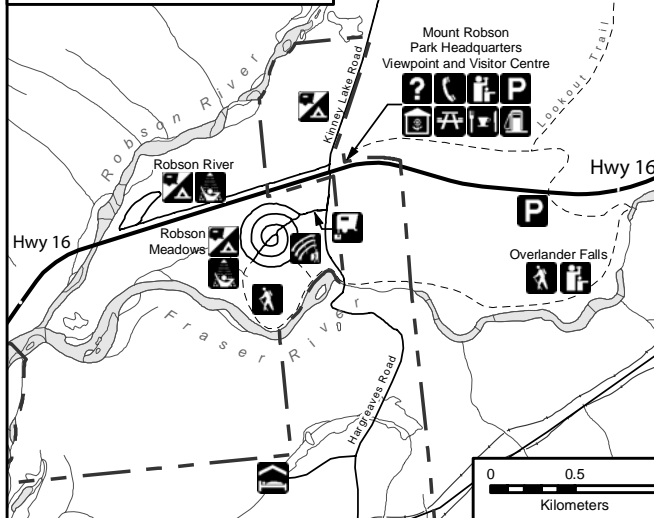 Mount Robson
Park Headquarters
Viewpoint and Visitor Centre
? P
Kinney Lake Road
Lookout Trail
Robson River
Robson River
Hwy 16
P
Hwy 16
Robson
Meadows
Overlander Falls
Fraser River
Hargreaves Road
0 0.5
Kilometers